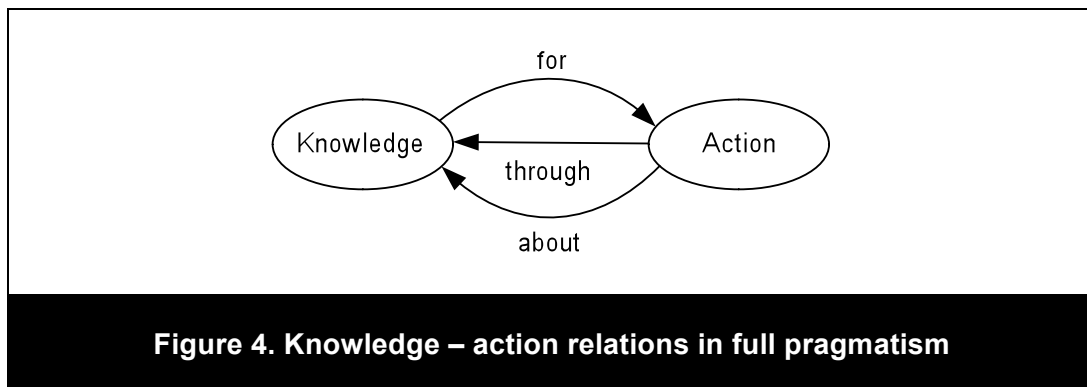 for
Knowledge
Action
through
about
Figure 4. Knowledge – action relations in full pragmatism